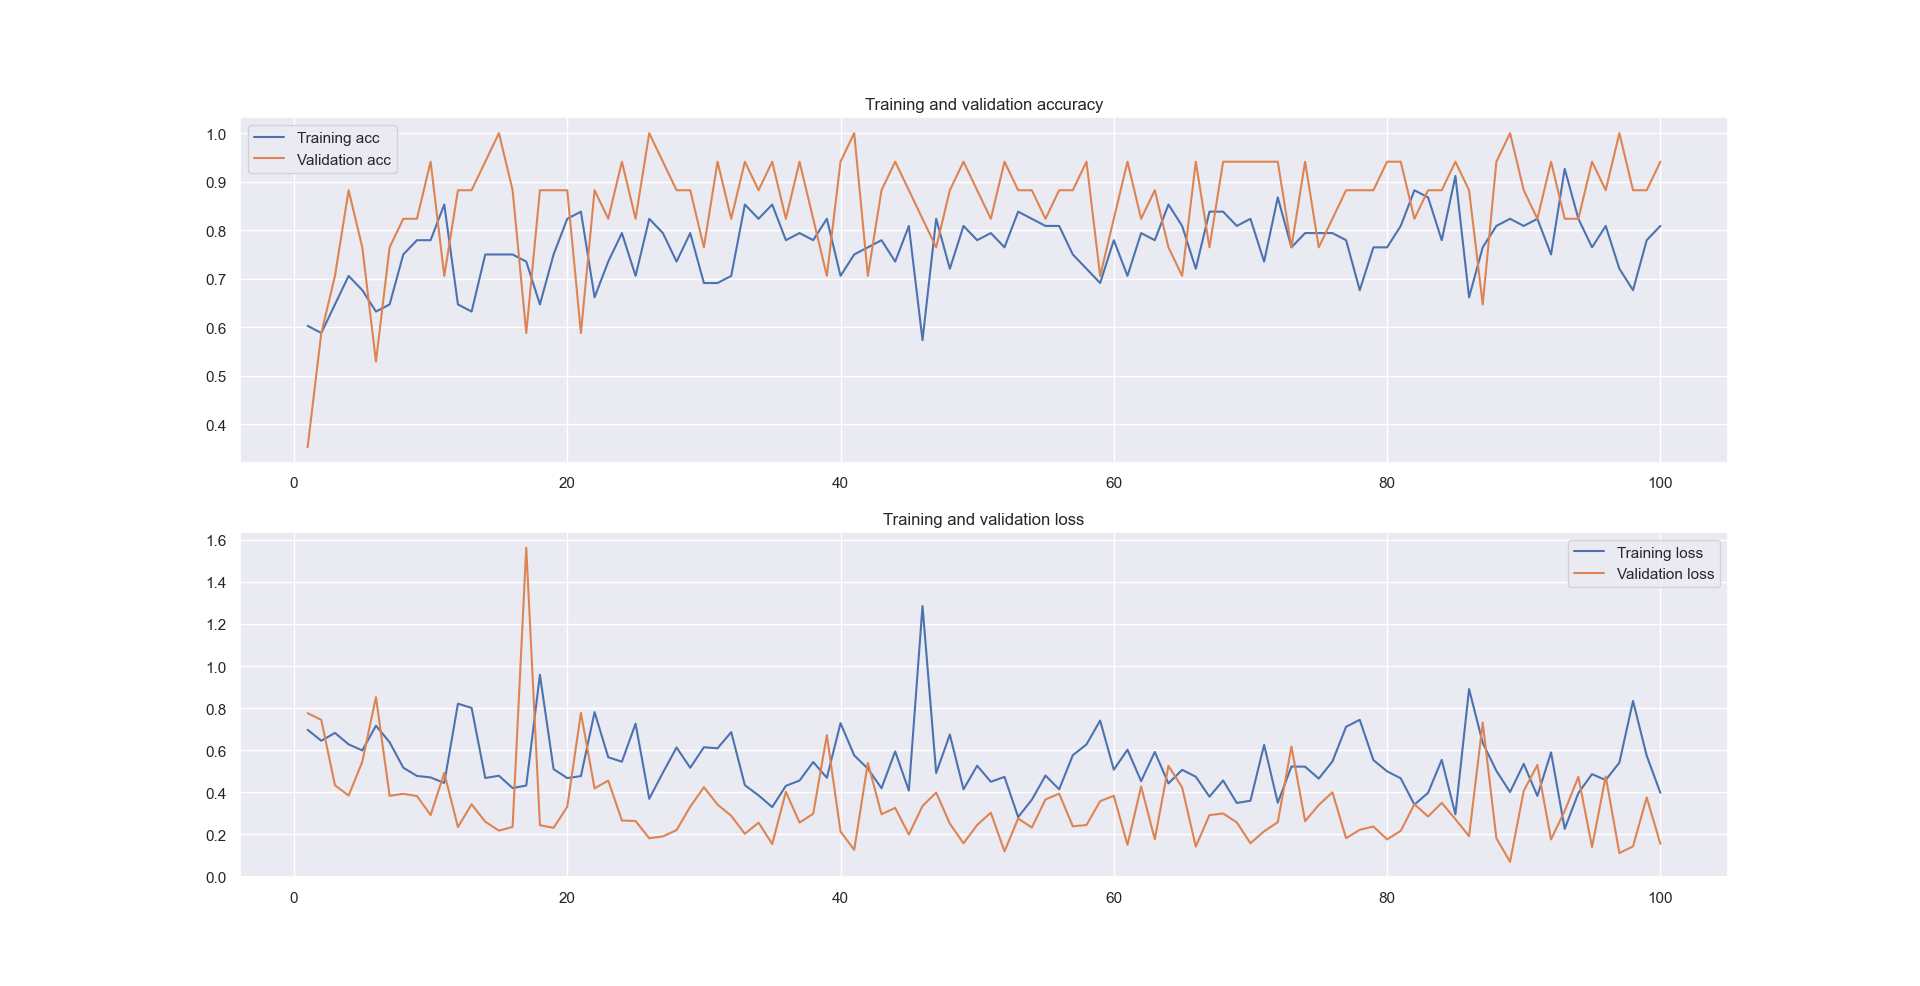 Training and validation accuracy
Training acc
Validation acc
1.0
0.9
0.8
0.7
0.6
0.5
0.4
0 20 40 60 80 100
Training and validation loss
Training loss
Validation loss
1.6
1.4
1.2
1.0
0.8
0.6
0.4
0.2
0.0
0 20 40 60 80 100